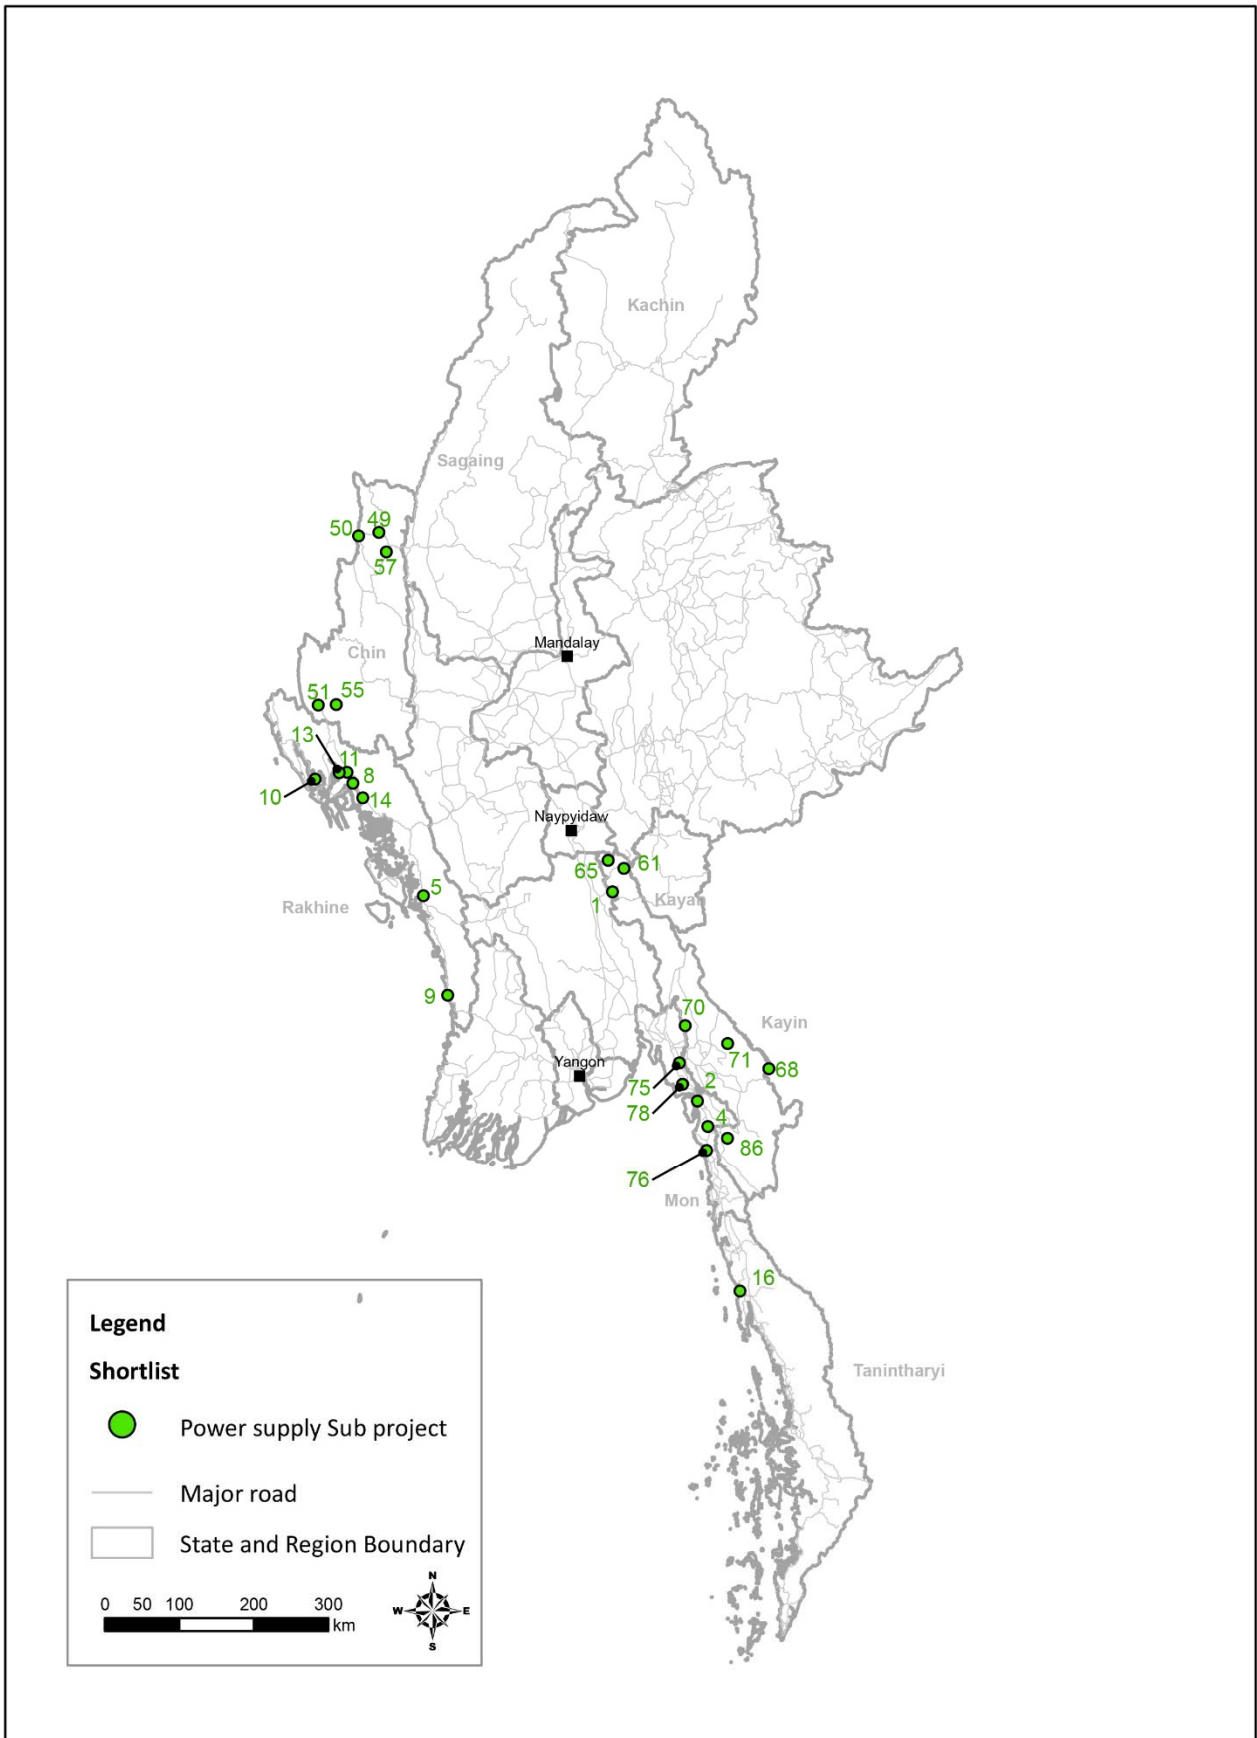 Kachin
Sagaing
50
49
57
Mandalay
Chin
51
55
13
11
8
10
14
Naypyidaw
65
61
5
1
Kayah
Rakhine
9
70
Kayin
71
Yangon
68
75
2
78
4
86
76
Mon
16
Tanintharyi
Legend
Shortlist
Power supply Sub project
Major road
State and Region Boundary
0 50 100 200 300
km
N
W E
S